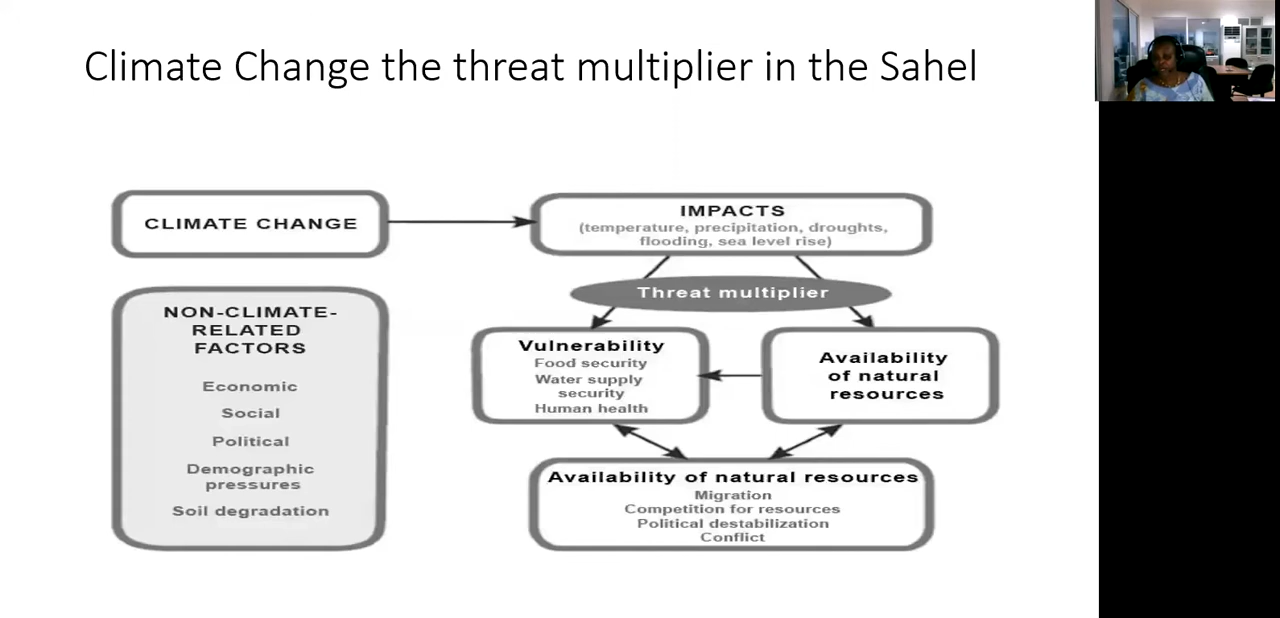 Climate Change the threat multiplier in the Sahel
CLIMATE CHANGE
IMPACTS
(temperature, precipitation, droughts,
flooding, sea level rise)
Threat multiplier
NON-CLIMATE-
RELATED
FACTORS
Economic
Social
Political
Demographic
pressures
Soil degradation
Vulnerability
Food security
Water supply
security
Human health
Availability
of natural
resources
Availability of natural resources
Migration
Competition for resources
Political destabilization
Conflict